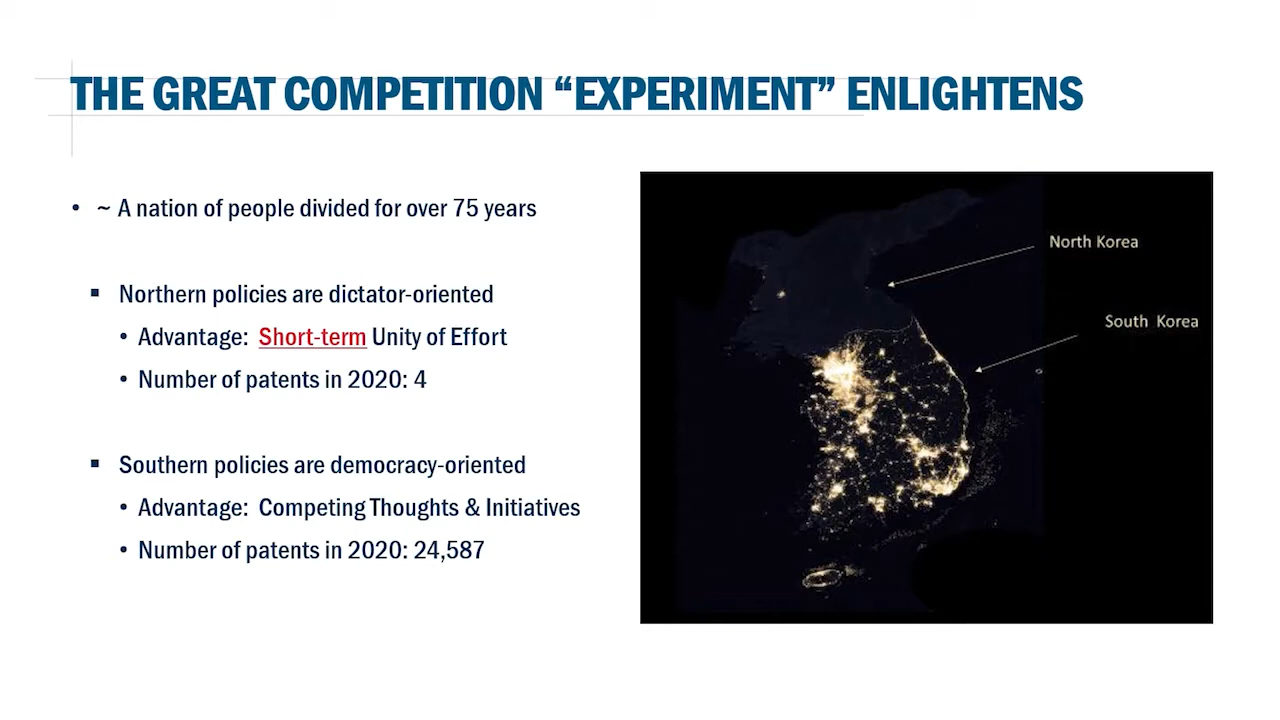 THE GREAT COMPETITION “EXPERIMENT” ENLIGHTENS
• ~ A nation of people divided for over 75 years
▪ Northern policies are dictator-oriented
• Advantage: Short-term Unity of Effort
• Number of patents in 2020: 4
▪ Southern policies are democracy-oriented
• Advantage: Competing Thoughts & Initiatives
• Number of patents in 2020: 24,587
North Korea
South Korea